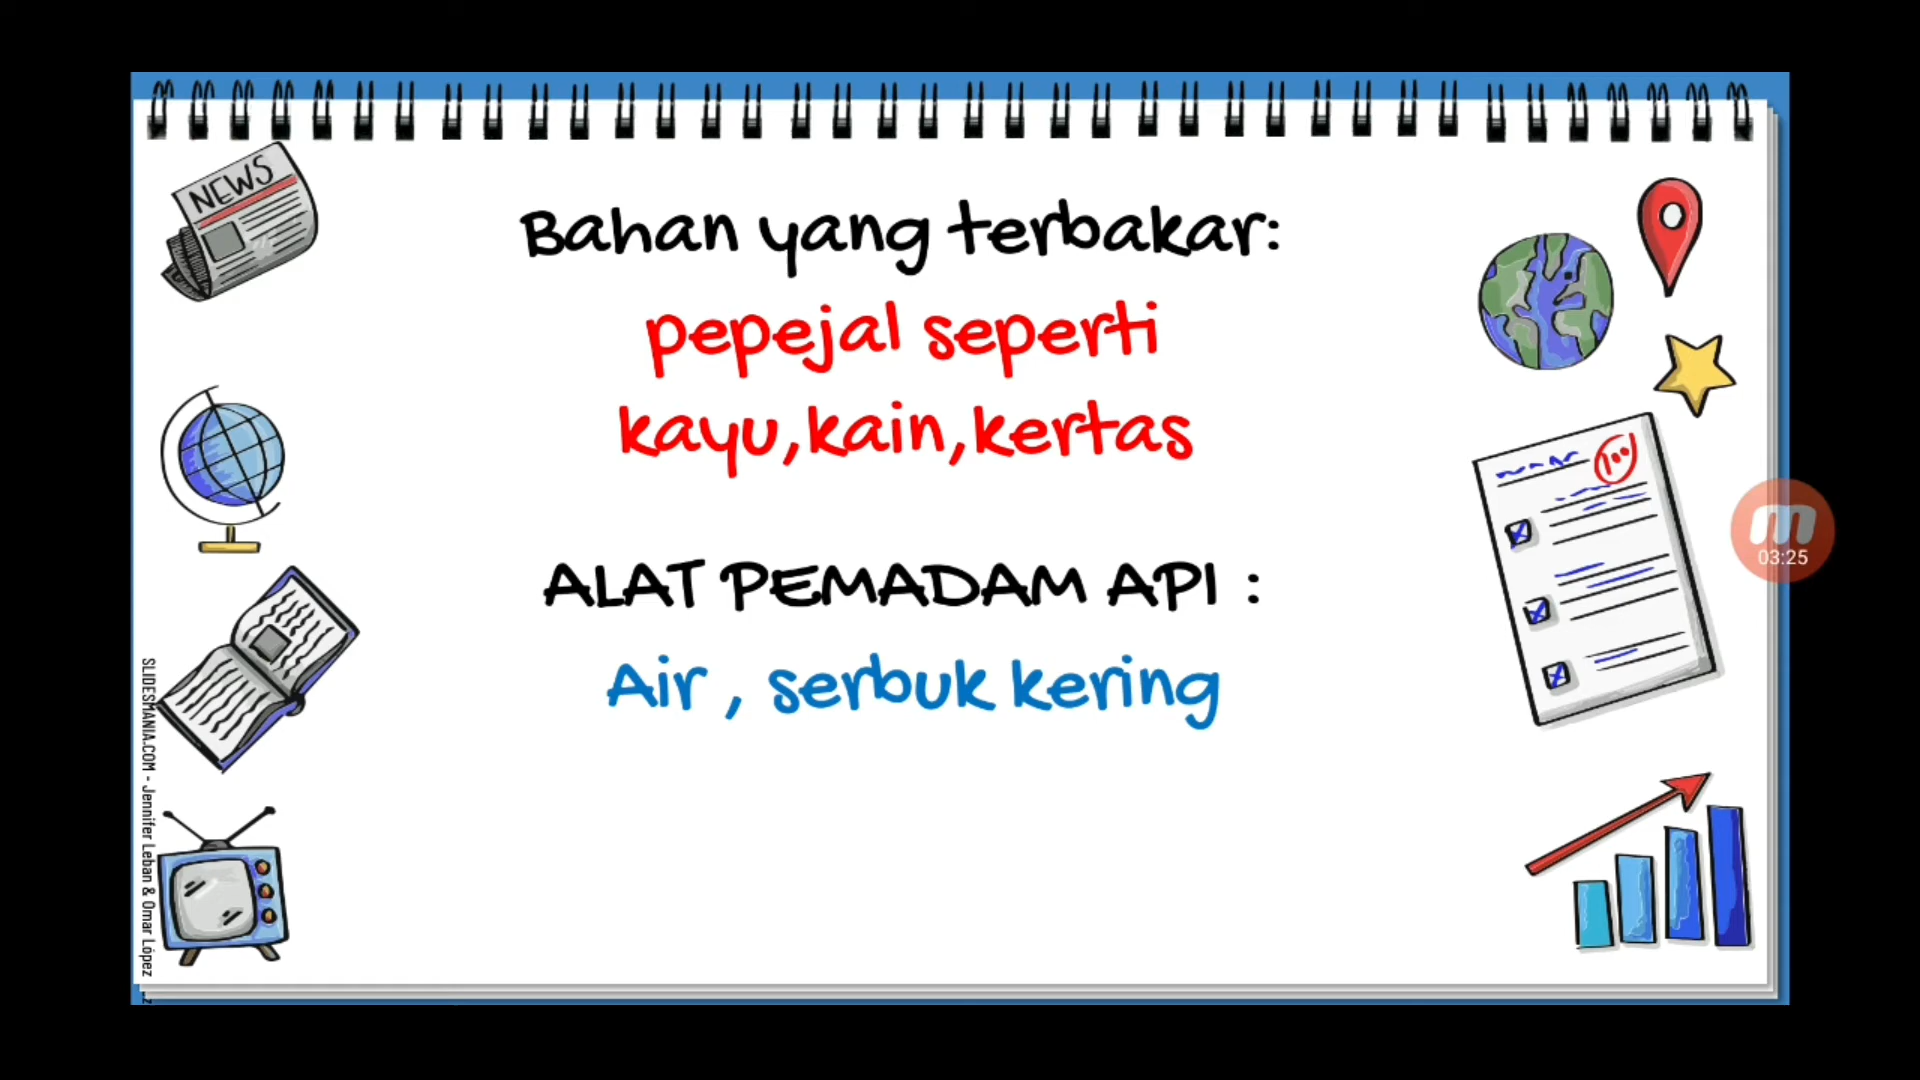 NEWS
Bahan yang terbakar:
pepejal seperti
kayu, kain, kertas
ALAT PEMADAM API :
Air , serbuk kering
100
03:25
SLIDESMANIA.COM - Jennifer Leban & Omar López